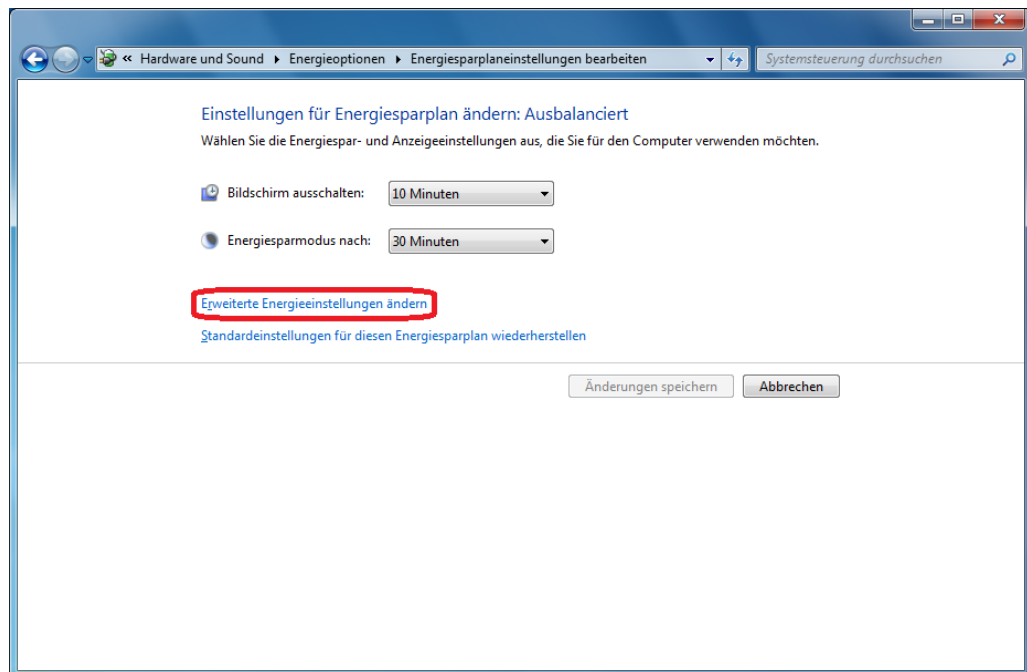 « Hardware und Sound Energieoptionen Energiesparplaneinstellungen bearbeiten Systemsteuerung durchsuchen
Einstellungen für Energiesparplan ändern: Ausbalanciert
Wählen Sie die Energiespar- und Anzeigeeinstellungen aus, die Sie für den Computer verwenden möchten.
Bildschirm ausschalten: 10 Minuten
Energiesparmodus nach: 30 Minuten
Erweiterte Energieeinstellungen ändern
Standardeinstellungen für diesen Energiesparplan wiederherstellen
Änderungen speichern Abbrechen